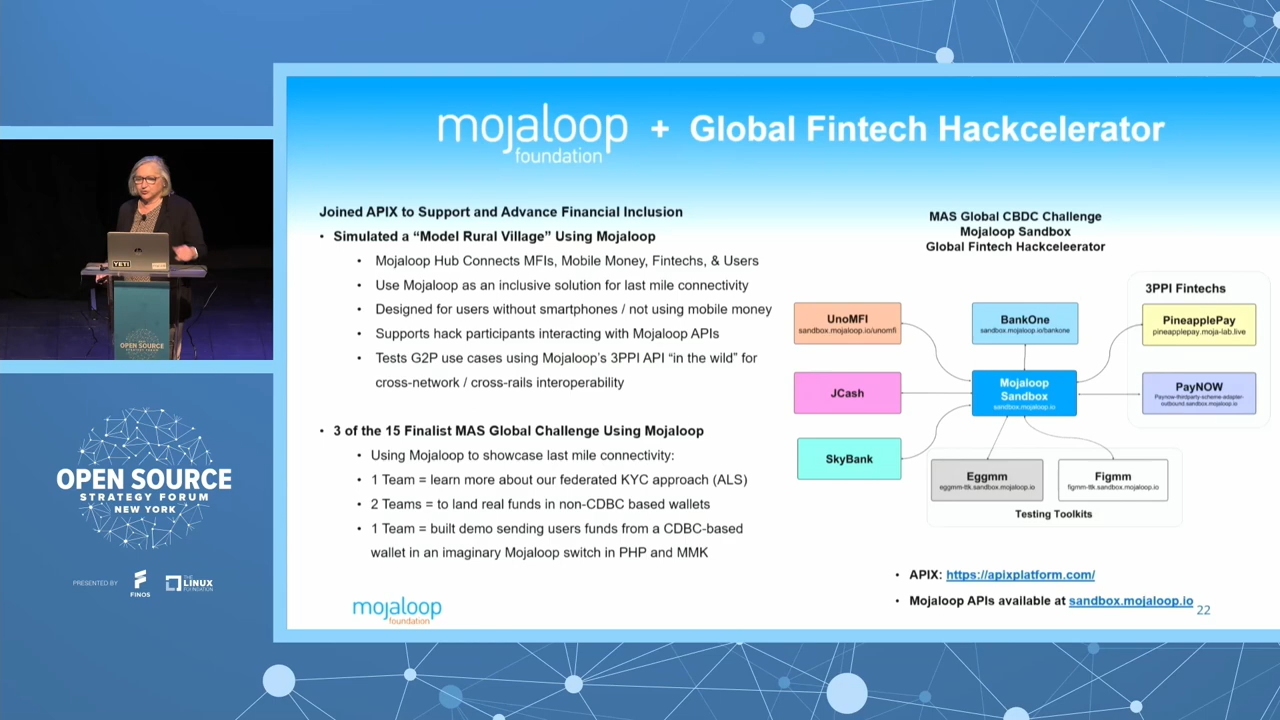 mojaloop
foundation
+ Global Fintech Hackcelerator
Joined APIX to Support and Advance Financial Inclusion
• Simulated a “Model Rural Village” Using Mojaloop
• Mojaloop Hub Connects MFIs, Mobile Money, Fintechs, & Users
• Use Mojaloop as an inclusive solution for last mile connectivity
• Designed for users without smartphones / not using mobile money
• Supports hack participants interacting with Mojaloop APIs
• Tests G2P use cases using Mojaloop’s 3PPI API “in the wild” for
cross-network / cross-rails interoperability
• 3 of the 15 Finalist MAS Global Challenge Using Mojaloop
• Using Mojaloop to showcase last mile connectivity:
• 1 Team = learn more about our federated KYC approach (ALS)
• 2 Teams = to land real funds in non-CDBC based wallets
• 1 Team = built demo sending users funds from a CDBC-based
wallet in an imaginary Mojaloop switch in PHP and MMK
mojaloop
foundation
MAS Global CBDC Challenge
Mojaloop Sandbox
Global Fintech Hackceleerator
3PPI Fintechs
UnoMFI
sandbox.mojaloop.io/unomfi
BankOne
sandbox.mojaloop.io/bankone
PineapplePay
pineapplepay.moja-lab.live
JCash
Mojaloop
Sandbox
sandbox.mojaloop.io
PayNOW
Paynow-thirdparty-scheme-adapter-
outbound.sandbox.mojaloop.io
SkyBank
Eggmm
eggmm-ttk.sandbox.mojaloop.io
Figmm
figmm-ttk.sandbox.mojaloop.io
Testing Toolkits
• APIX: https://apixplatform.com/
• Mojaloop APIs available at sandbox.mojaloop.io
22
YETI
OPEN SOURCE
STRATEGY FORUM
OPEN SOURCE
STRATEGY FORUM
NEW YORK
PRESENTED BY
FINOS
THE
LINUX
FOUNDATION